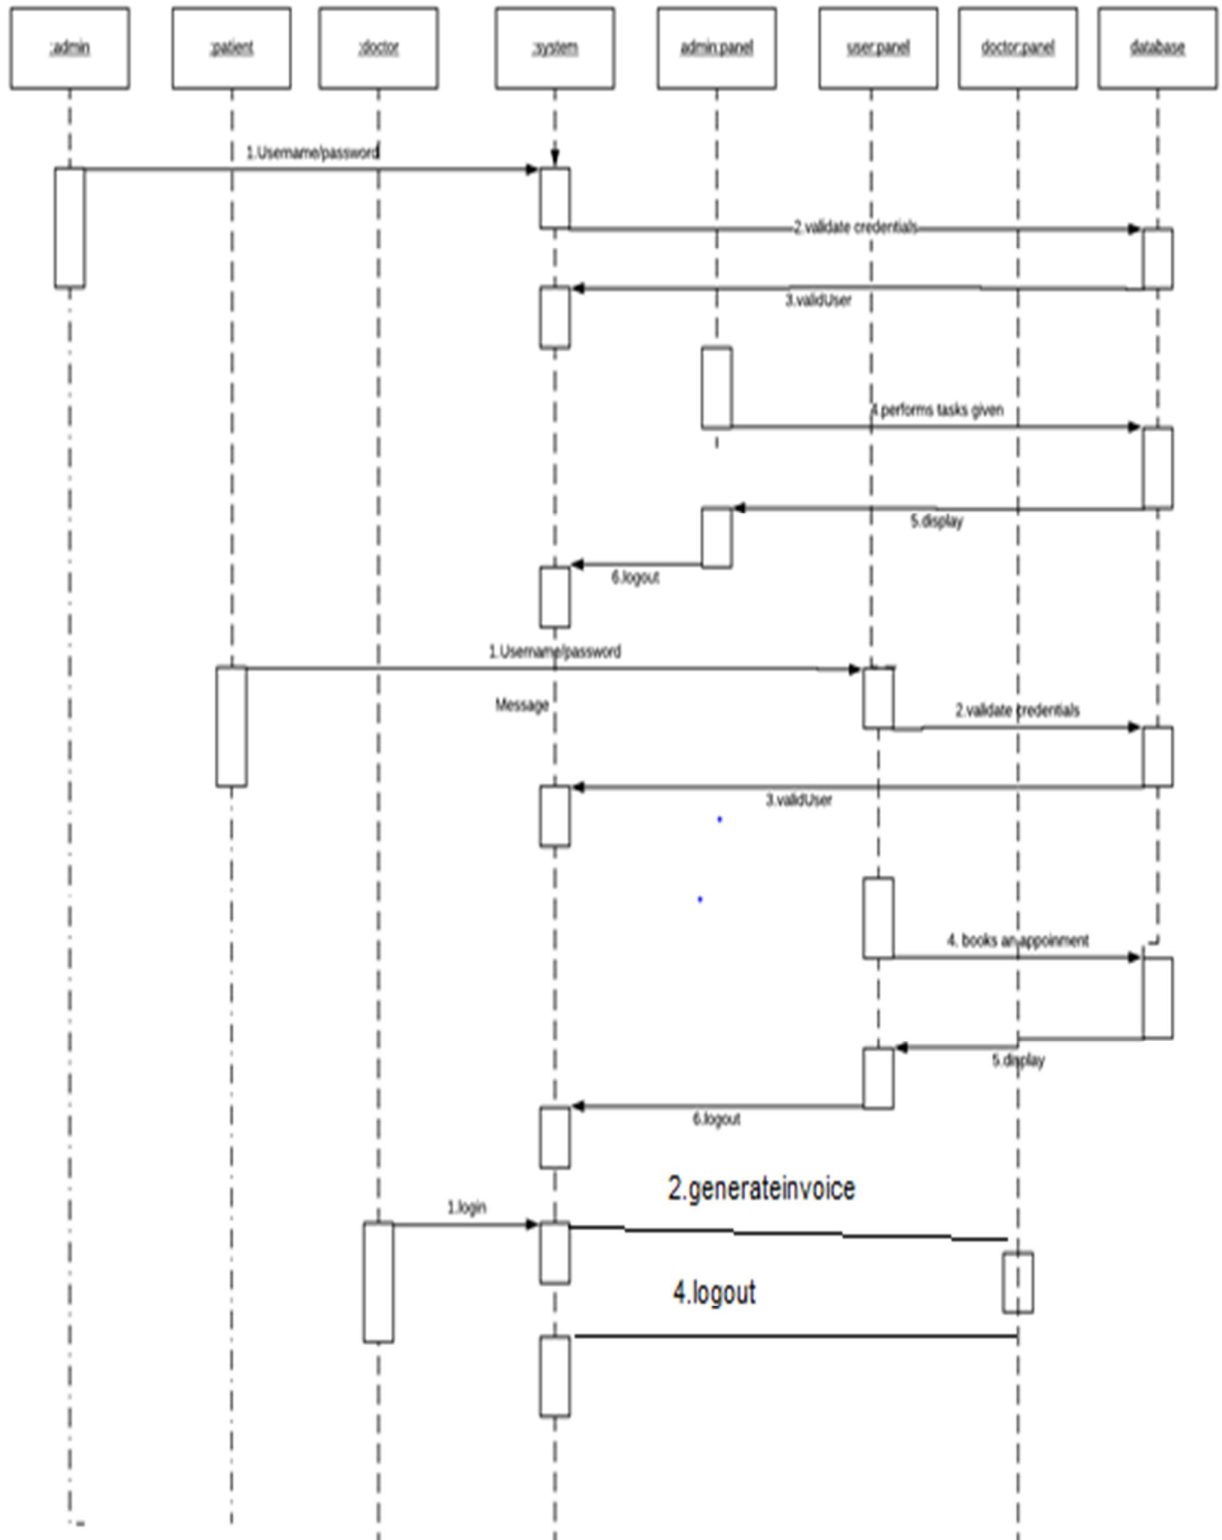 :admin
:patient
:doctor
:system
admin:panel
user:panel
doctor:panel
database
1.Username/password
2.validate credentials
3.validUser
4.performs tasks given
5.display
6.logout
1.Username/password
Message
2.validate credentials
3.validUser
4. books an appoinment
5.display
6.logout
2.generateinvoice
1.login
4.logout